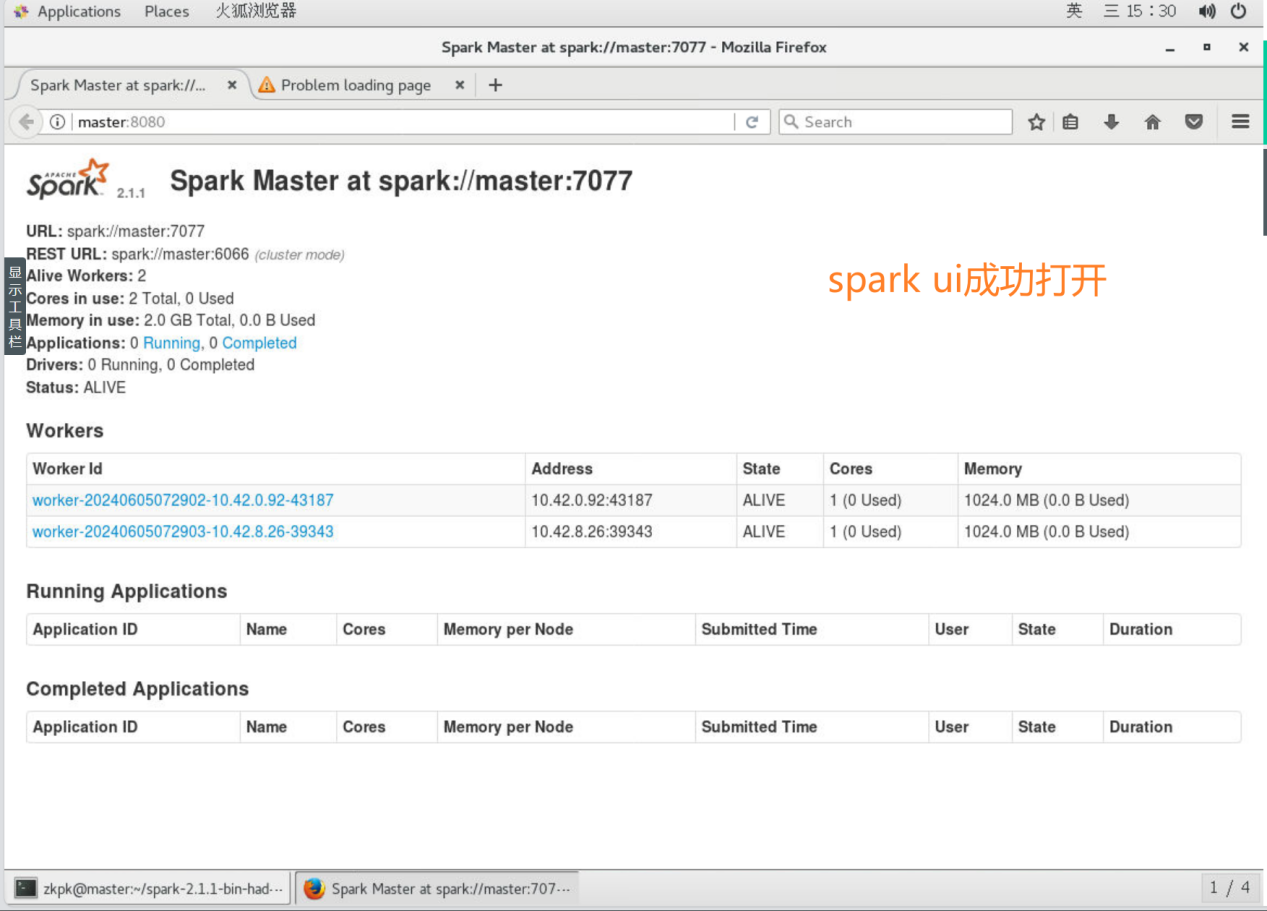 Applications Places 火狐浏览器 英 三 15：30
Spark Master at spark://master:7077 - Mozilla Firefox
Spark Master at spark://... Problem loading page
master:8080 Search
APACHE Spark 2.1.1 Spark Master at spark://master:7077
URL: spark://master:7077
REST URL: spark://master:6066 (cluster mode)
Alive Workers: 2
Cores in use: 2 Total, 0 Used
Memory in use: 2.0 GB Total, 0.0 B Used
Applications: 0 Running, 0 Completed
Drivers: 0 Running, 0 Completed
Status: ALIVE
显示工具栏
spark ui成功打开
Workers
Worker Id Address State Cores Memory
worker-20240605072902-10.42.0.92-43187 10.42.0.92:43187 ALIVE 1 (0 Used) 1024.0 MB (0.0 B Used)
worker-20240605072903-10.42.8.26-39343 10.42.8.26:39343 ALIVE 1 (0 Used) 1024.0 MB (0.0 B Used)
Running Applications
Application ID Name Cores Memory per Node Submitted Time User State Duration
Completed Applications
Application ID Name Cores Memory per Node Submitted Time User State Duration
zkpk@master:~/spark-2.1.1-bin-had··· Spark Master at spark://master:707··· 1 / 4